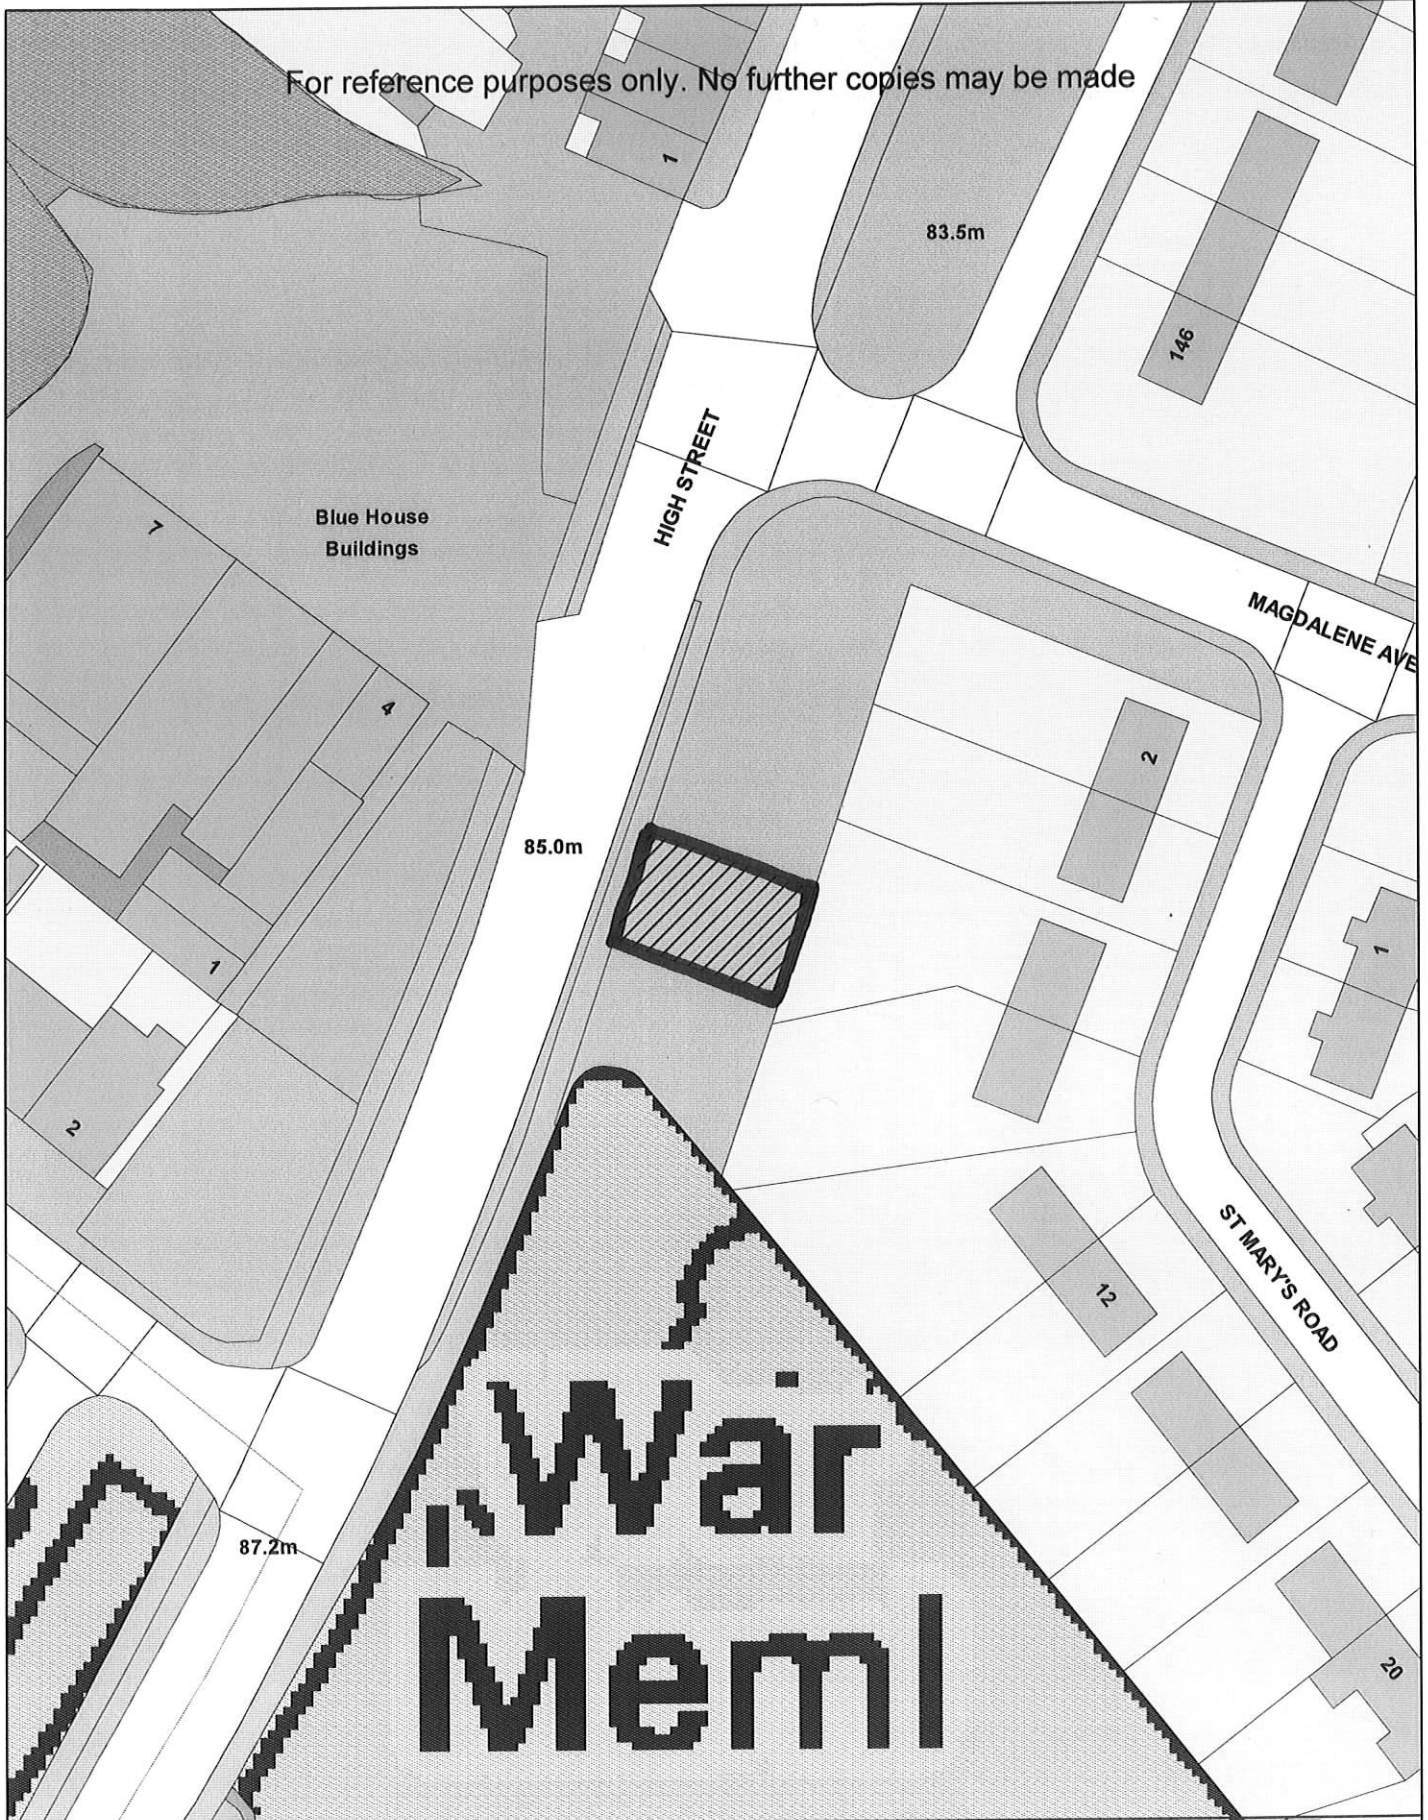 For reference purposes only. No further copies may be made
1
83.5m
146
HIGH STREET
7
Blue House
Buildings
MAGDALENE AVE
4
2
85.0m
1
1
2
ST MARY'S ROAD
12
War
87.2m
Meml
20